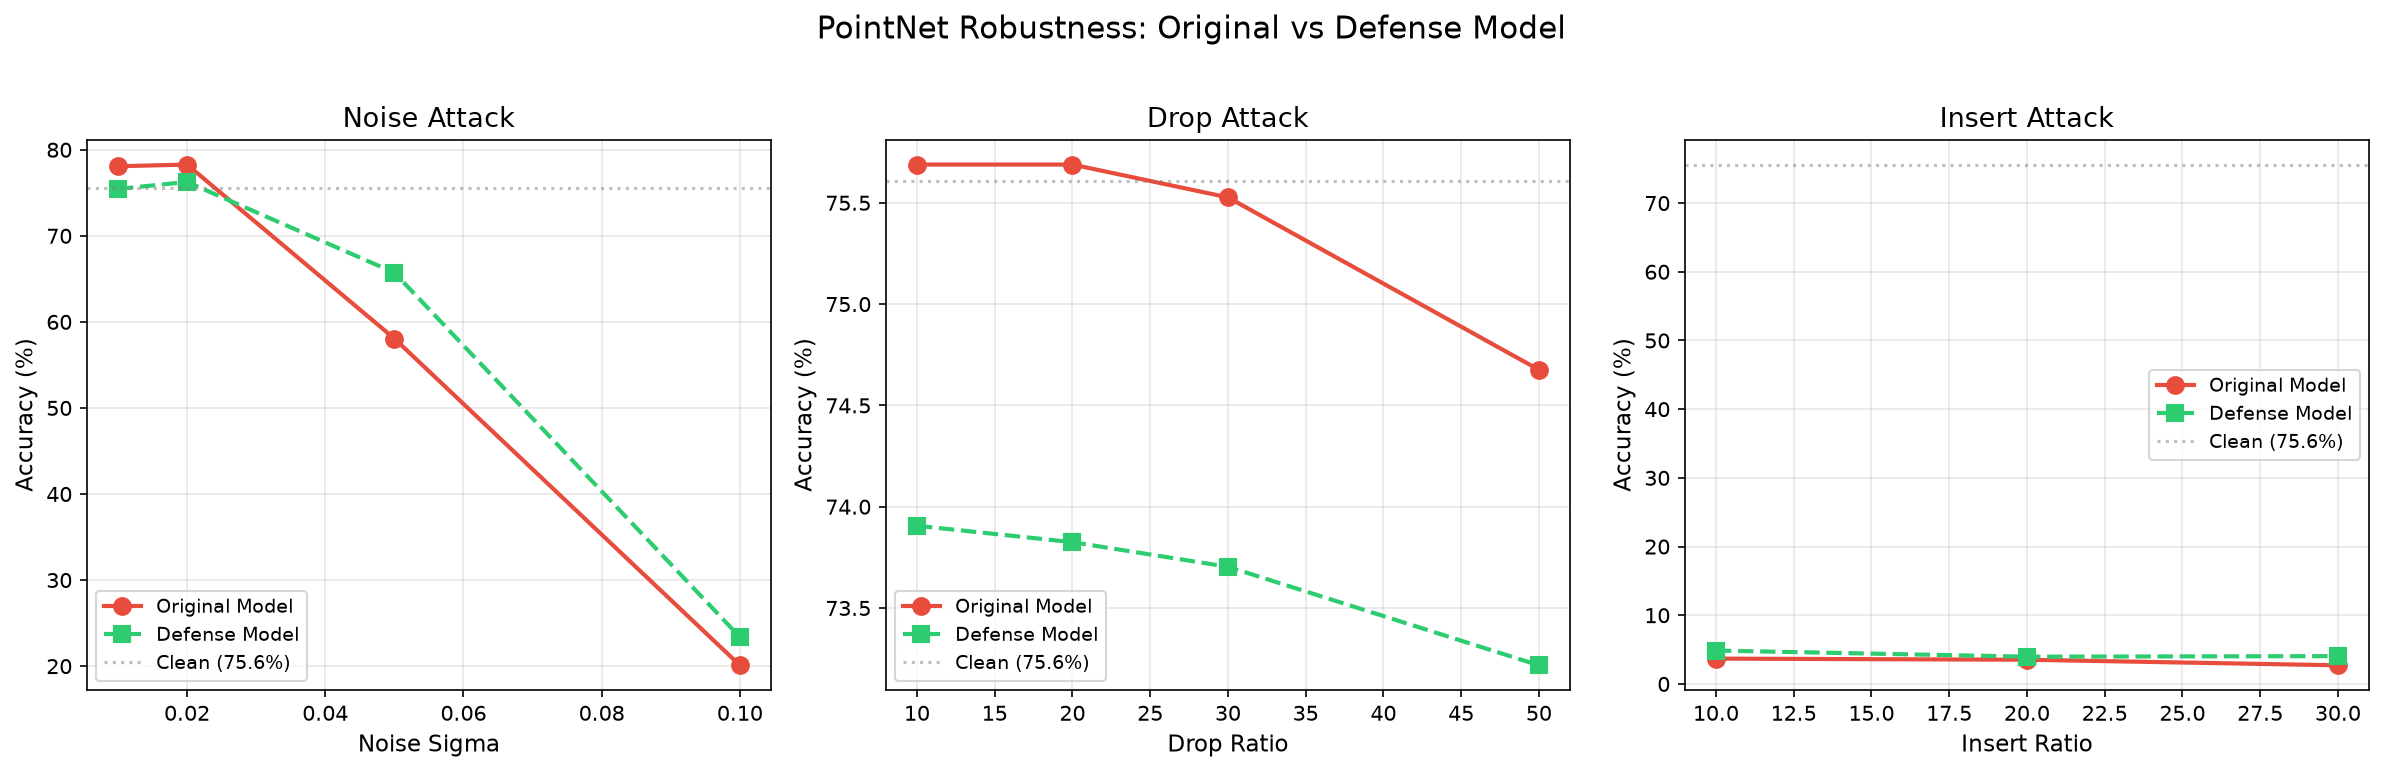 PointNet Robustness: Original vs Defense Model
Noise Attack
Accuracy (%)
80
70
60
50
40
30
20
Original Model
Defense Model
Clean (75.6%)
0.02 0.04 0.06 0.08 0.10
Noise Sigma
Drop Attack
Accuracy (%)
75.5
75.0
74.5
74.0
73.5
Original Model
Defense Model
Clean (75.6%)
10 15 20 25 30 35 40 45 50
Drop Ratio
Insert Attack
Accuracy (%)
70
60
50
40
30
20
10
0
Original Model
Defense Model
Clean (75.6%)
10.0 12.5 15.0 17.5 20.0 22.5 25.0 27.5 30.0
Insert Ratio